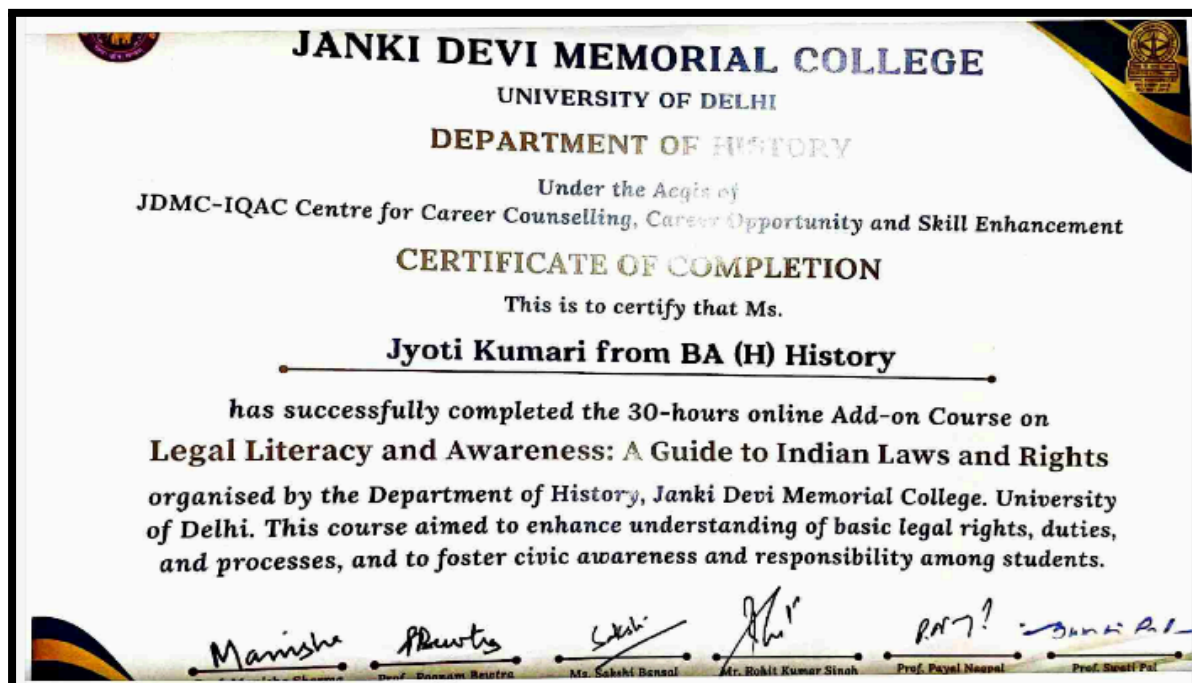 JANKI DEVI MEMORIAL COLLEGE
UNIVERSITY OF DELHI
DEPARTMENT OF HISTORY
Under the Aegis of
JDMC-IQAC Centre for Career Counselling, Career Opportunity and Skill Enhancement
CERTIFICATE OF COMPLETION
This is to certify that Ms.
Jyoti Kumari from BA (H) History
has successfully completed the 30-hours online Add-on Course on
Legal Literacy and Awareness: A Guide to Indian Laws and Rights
organised by the Department of History, Janki Devi Memorial College. University
of Delhi. This course aimed to enhance understanding of basic legal rights, duties,
and processes, and to foster civic awareness and responsibility among students.
Manisha Sakshi
Prof. Poonam Bewtra Ms. Sakshi Bansal Mr. Rohit Kumar Singh Prof. Payal Nagpal Prof. Swati Pal